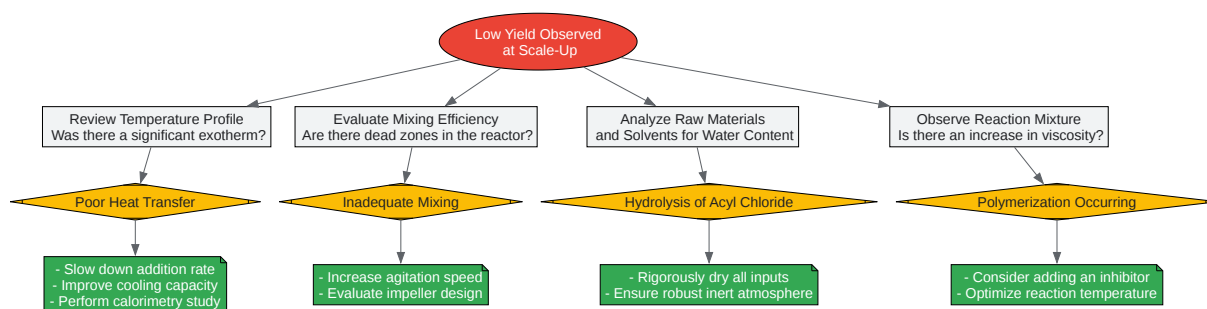 Low Yield Observed
at Scale-Up
Review Temperature Profile
Was there a significant exotherm?
Evaluate Mixing Efficiency
Are there dead zones in the reactor?
Analyze Raw Materials
and Solvents for Water Content
Observe Reaction Mixture
Is there an increase in viscosity?
Poor Heat Transfer
Inadequate Mixing
Hydrolysis of Acyl Chloride
Polymerization Occurring
- Slow down addition rate
- Improve cooling capacity
- Perform calorimetry study
- Increase agitation speed
- Evaluate impeller design
- Rigorously dry all inputs
- Ensure robust inert atmosphere
- Consider adding an inhibitor
- Optimize reaction temperature